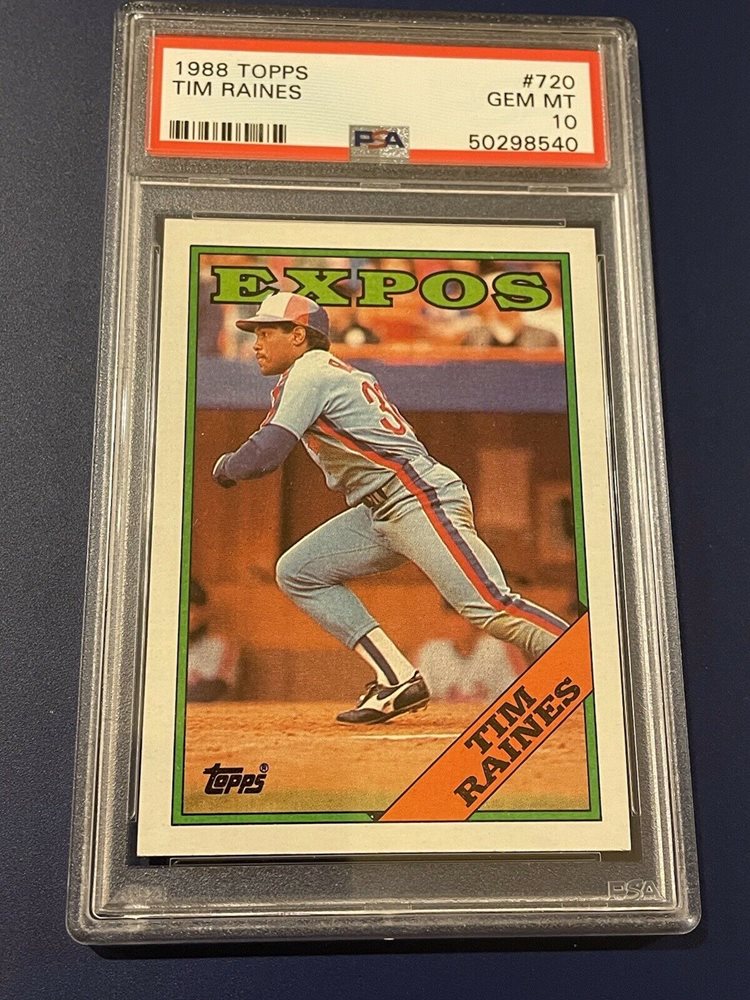 1988 TOPPS #720
TIM RAINES GEM MT
10
PSA 50298540
EXPOS
TIM
RAINES
topps®
PSA